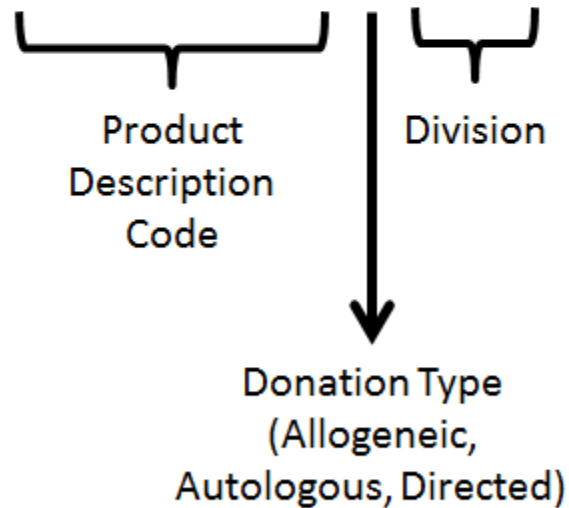 Product
Description
Code
Division
Donation Type
(Allogeneic,
Autologous, Directed)